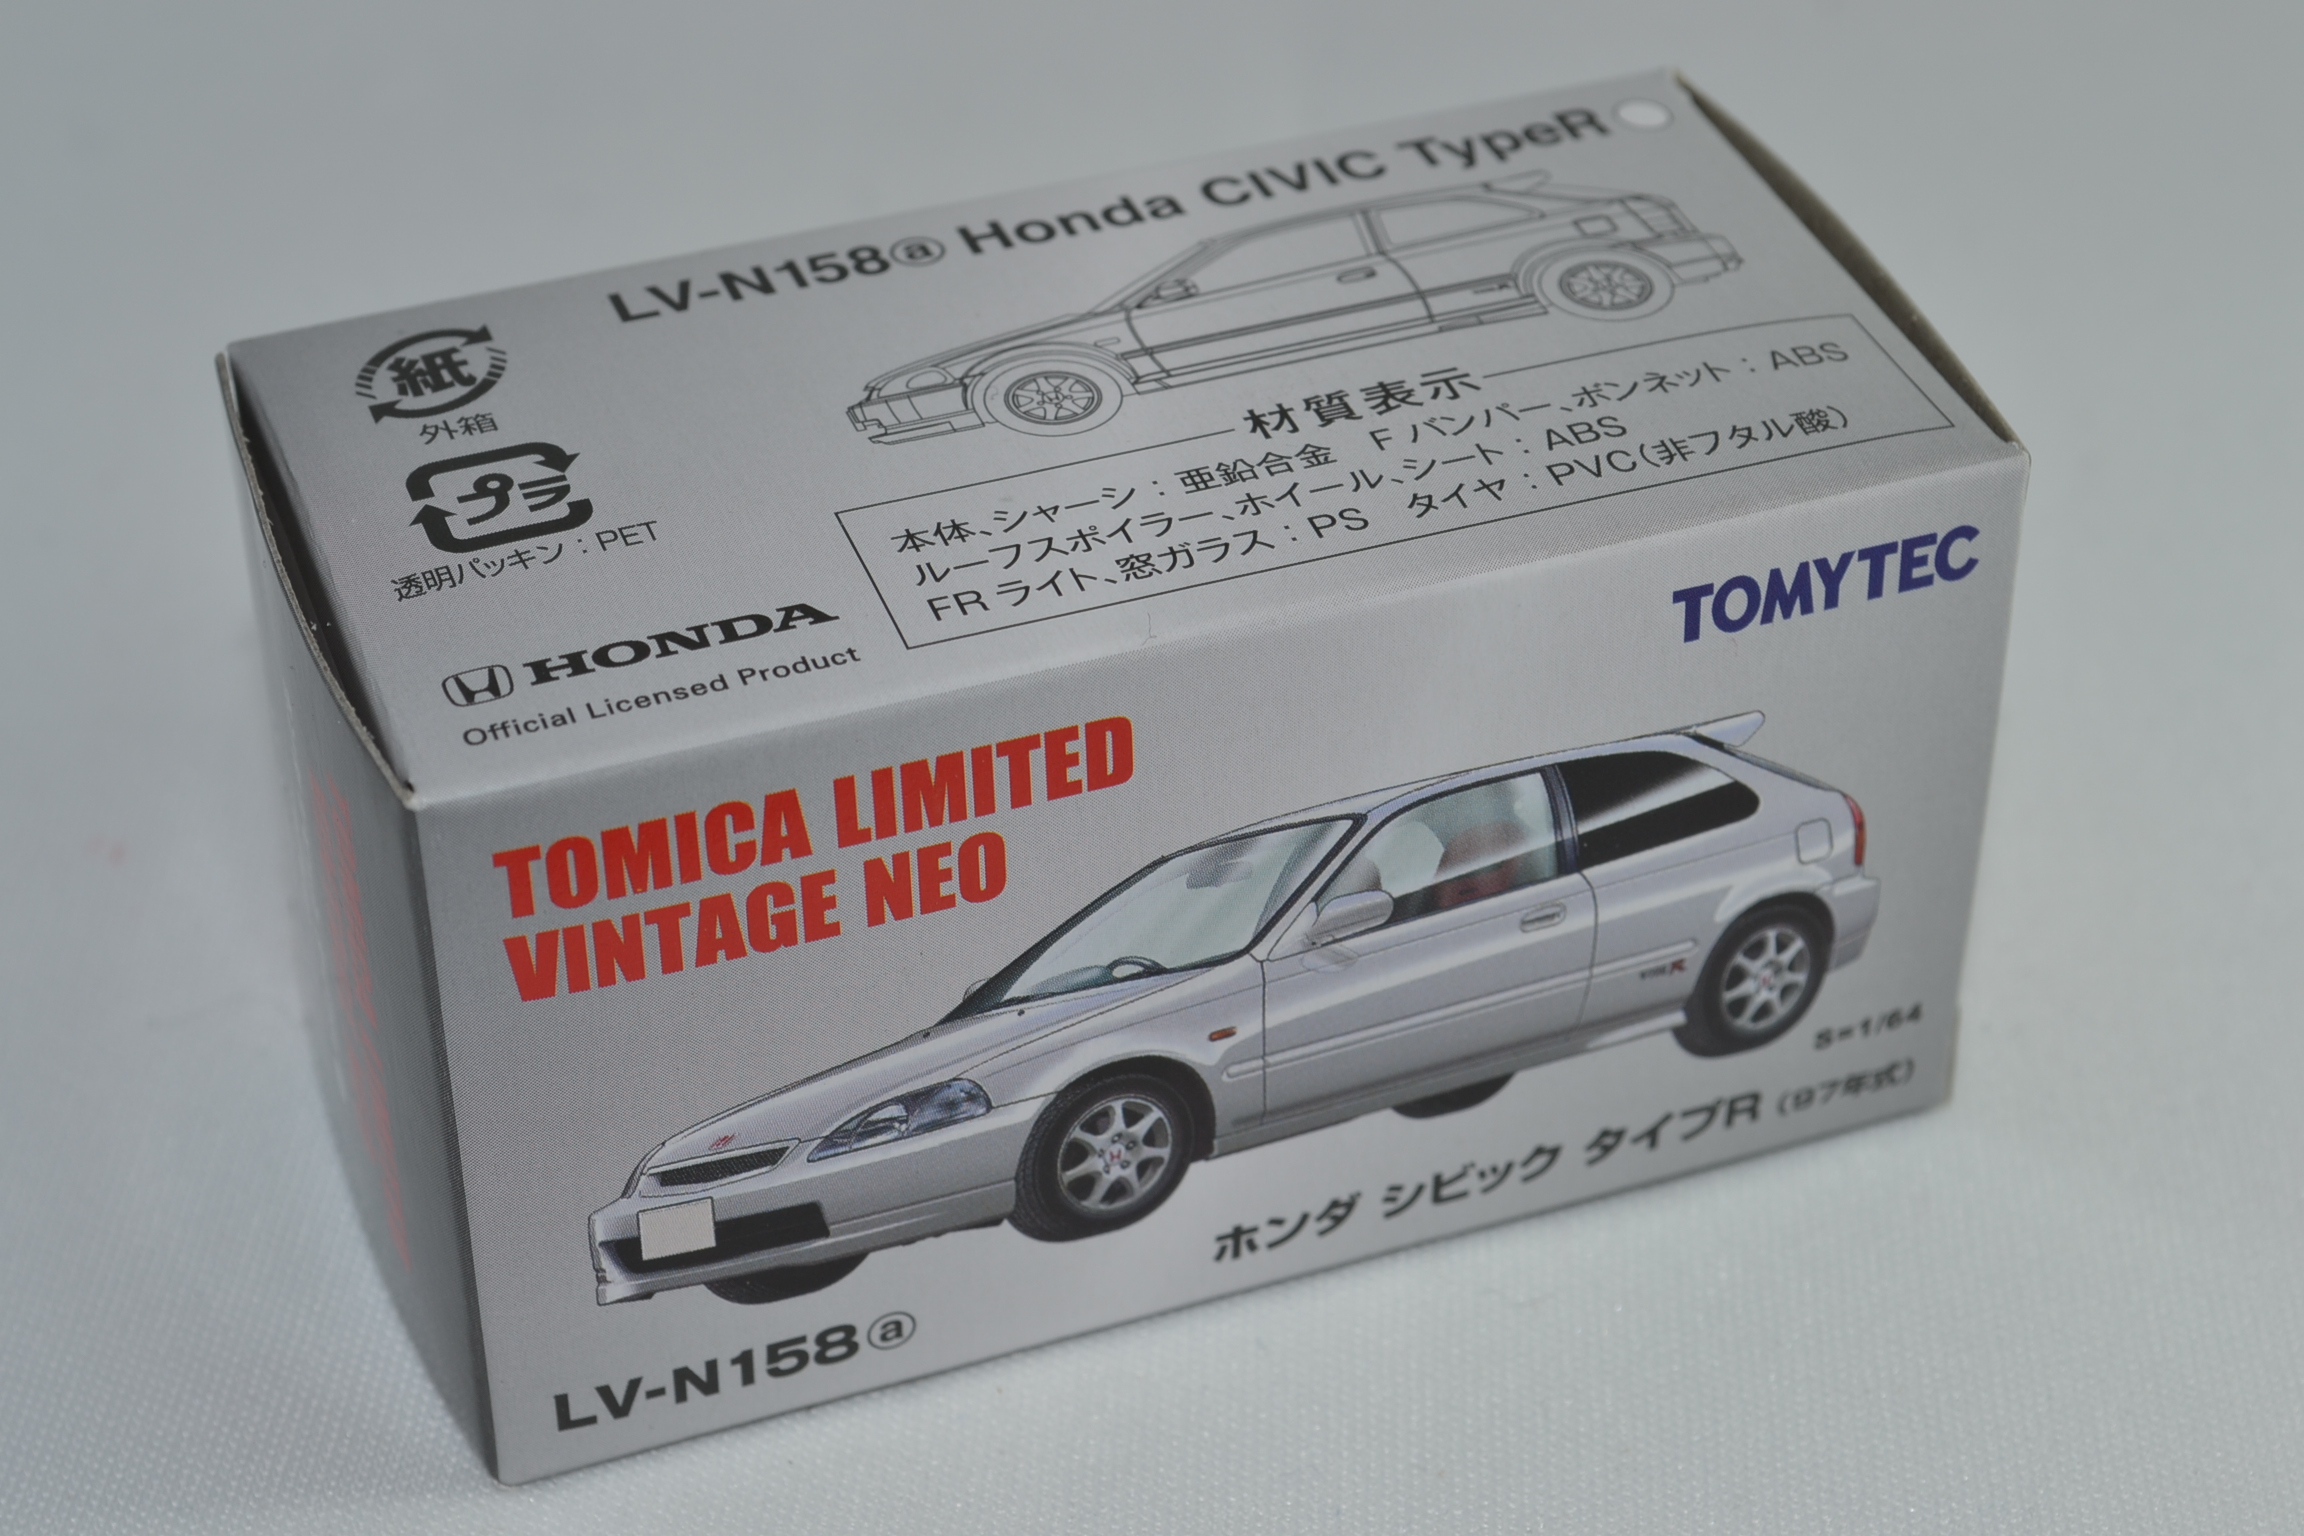 LV-N158ⓐ Honda CIVIC TypeR
紙
外箱
プラ
透明パッキン：PET
材質表示
本体、シャーシ：亜鉛合金　Fバンパー、ボンネット：ABS
ルーフスポイラー、ホイール、シート：ABS
FRライト、窓ガラス：PS　タイヤ：PVC（非フタル酸）
HONDA
Official Licensed Product
TOMYTEC
TOMICA LIMITED
VINTAGE NEO
TYPE R
S=1/64
ホンダ シビック タイプR（97年式）
LV-N158ⓐ